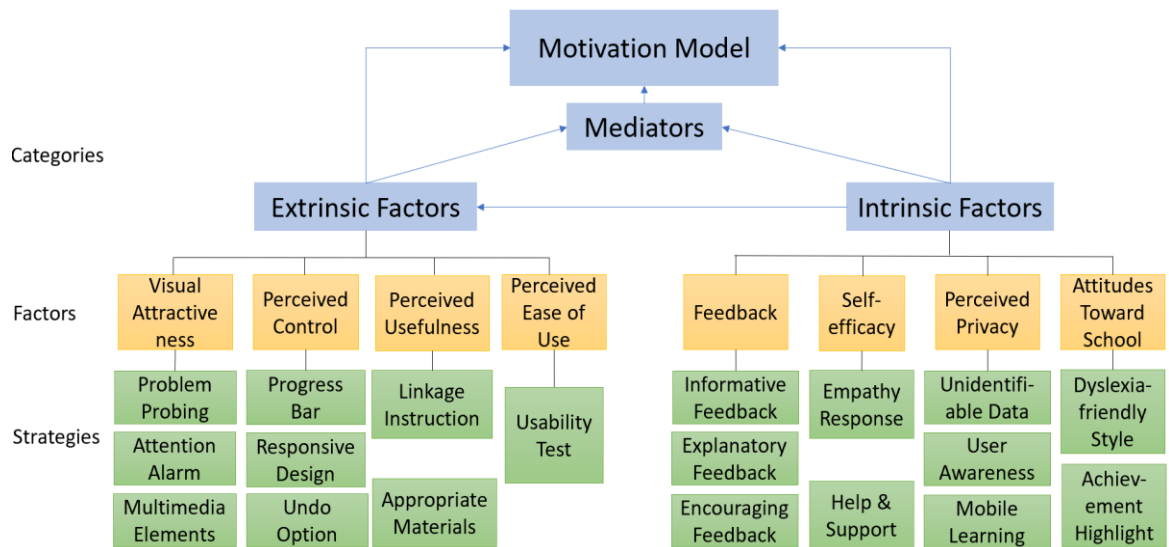 Motivation Model
Mediators
Categories
Extrinsic Factors
Intrinsic Factors
Factors
Visual
Attractive
ness
Perceived
Control
Perceived
Usefulness
Perceived
Ease of
Use
Feedback
Self-
efficacy
Perceived
Privacy
Attitudes
Toward
School
Strategies
Problem
Probing
Attention
Alarm
Multimedia
Elements
Progress
Bar
Responsive
Design
Undo
Option
Linkage
Instruction
Appropriate
Materials
Usability
Test
Informative
Feedback
Explanatory
Feedback
Encouraging
Feedback
Empathy
Response
Help &
Support
Unidentifi-
able Data
User
Awareness
Mobile
Learning
Dyslexia-
friendly
Style
Achiev-
ement
Highlight